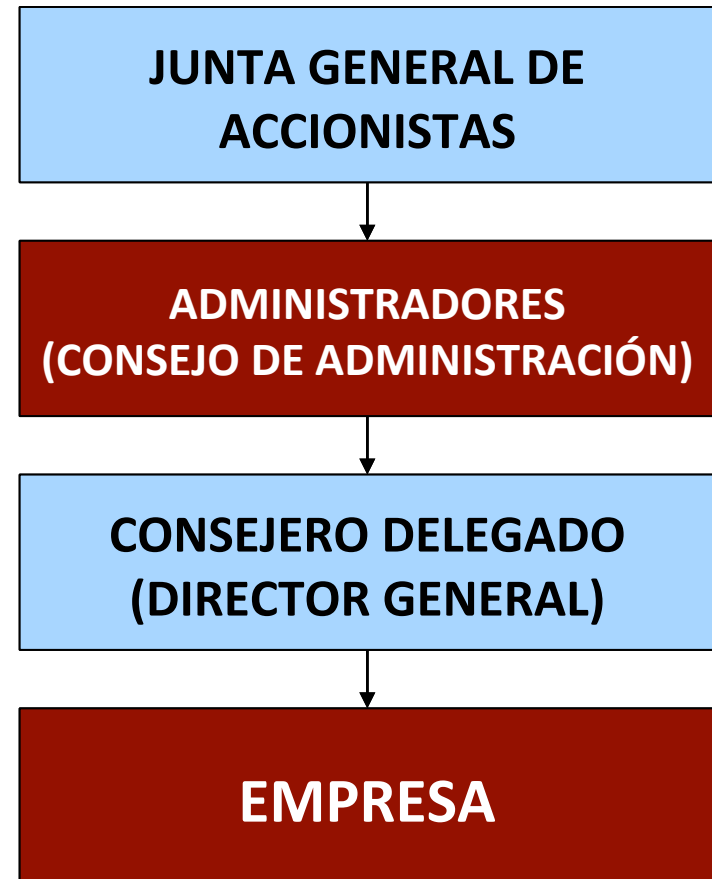 JUNTA GENERAL DE
ACCIONISTAS
ADMINISTRADORES
(CONSEJO DE ADMINISTRACIÓN)
CONSEJERO DELEGADO
(DIRECTOR GENERAL)
EMPRESA